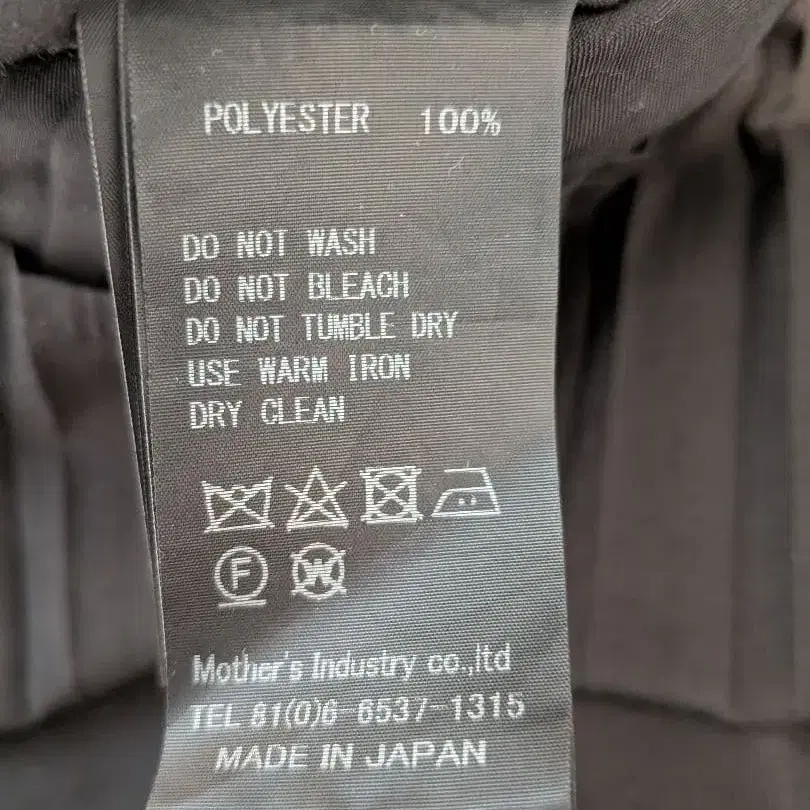 POLYESTER 100%
DO NOT WASH
DO NOT BLEACH
DO NOT TUMBLE DRY
USE WARM IRON
DRY CLEAN
F W
Mother's Industry co.,ltd
TEL 81(0)6-6537-1315
MADE IN JAPAN